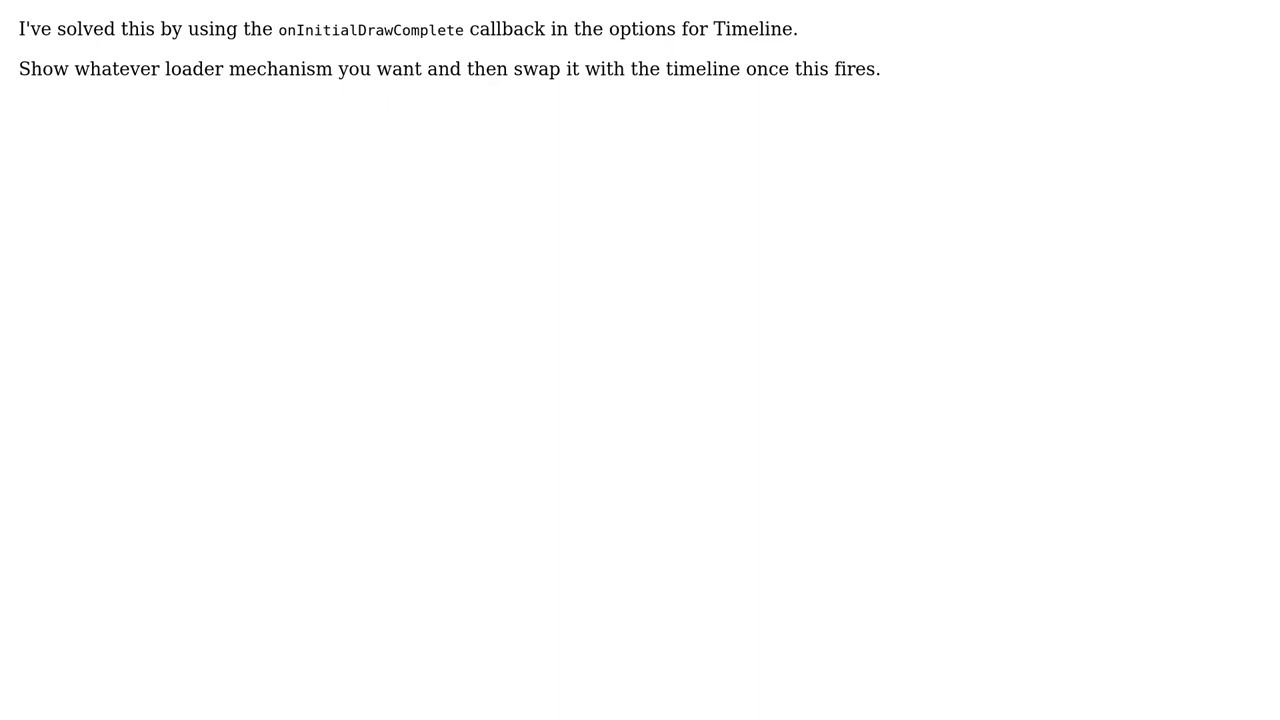 I've solved this by using the onInitialDrawComplete callback in the options for Timeline.
Show whatever loader mechanism you want and then swap it with the timeline once this fires.